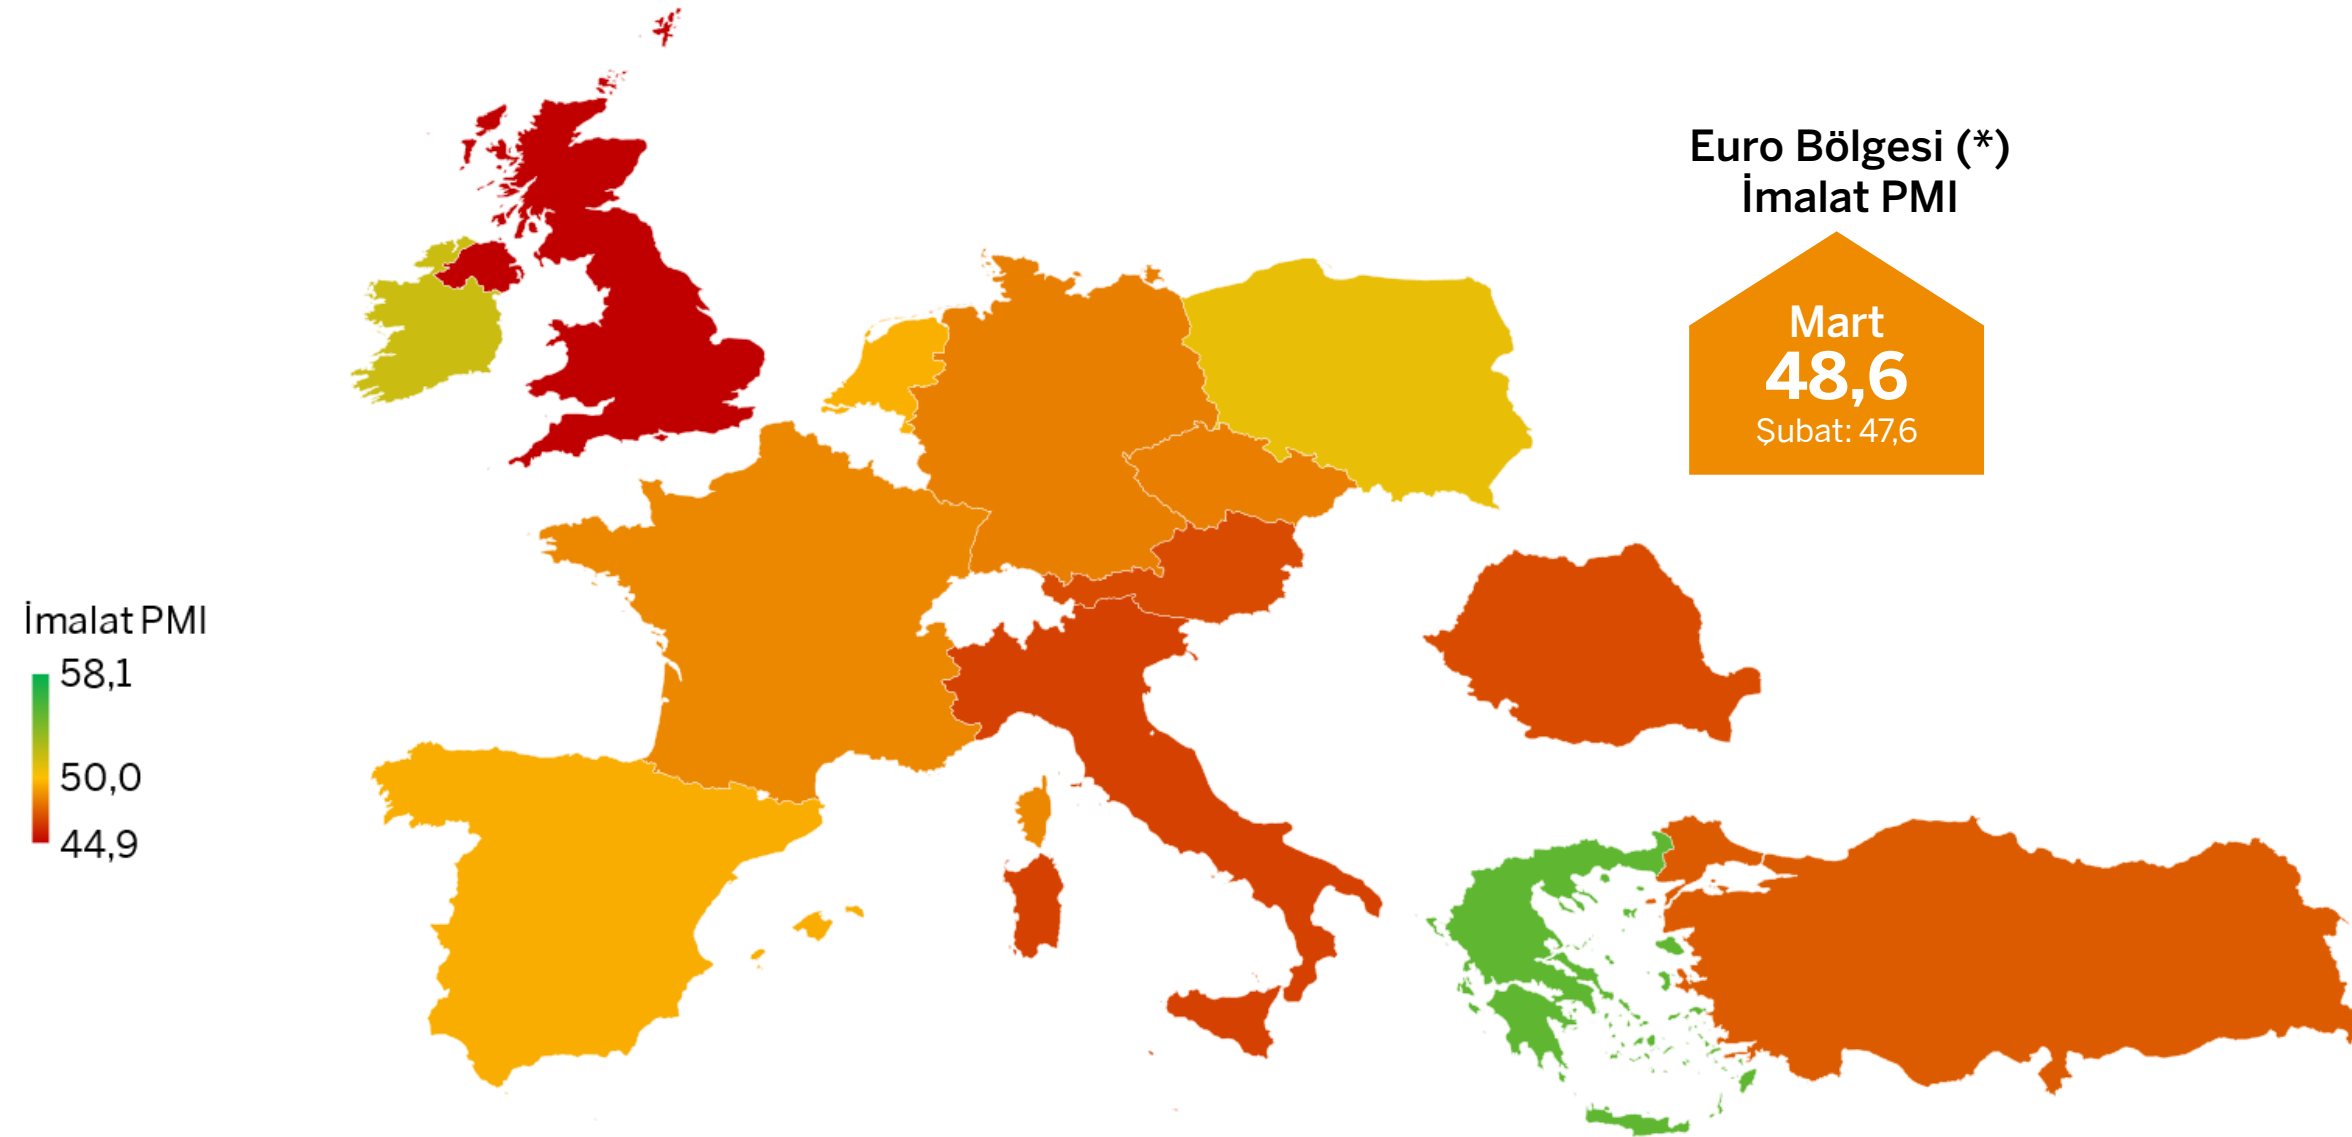 Euro Bölgesi (*)
İmalat PMI
Mart
48,6
Şubat: 47,6
İmalat PMI
58,1
50,0
44,9